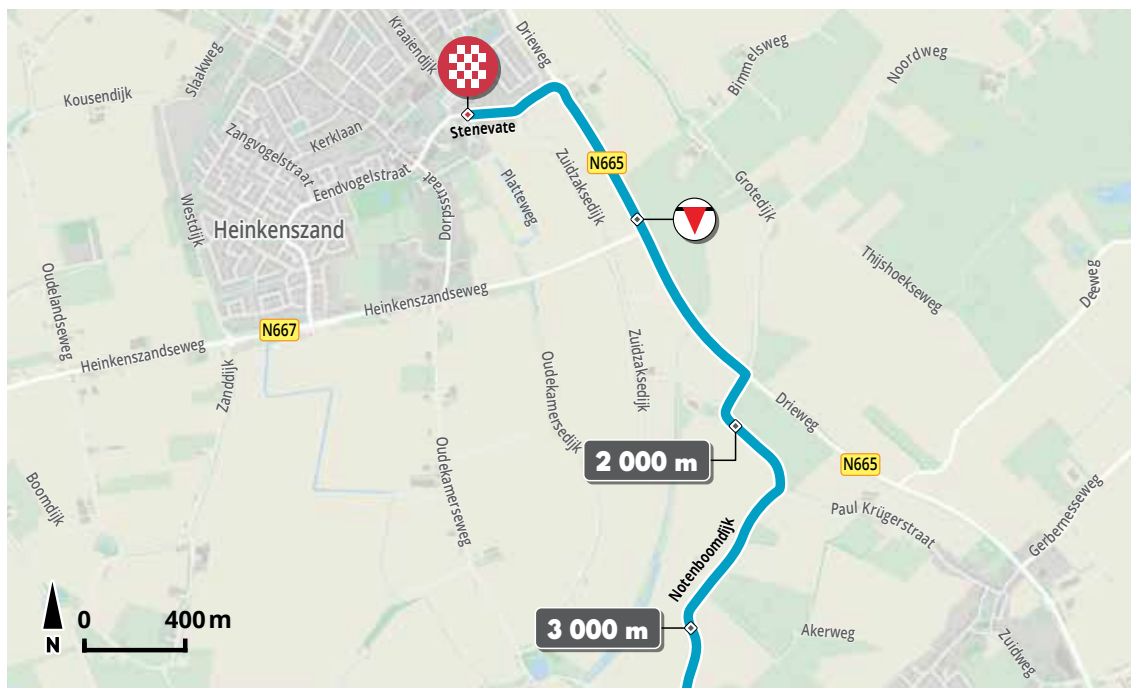 Slaakweg
Kraaiendijk
Drieweg
Bimmelsweg
Noordweg
Kousendijk
Kerklaan
Stenevate
Zangvogelstraat
Eendvogelstraat
Zuidzaksedijk
N665
Platteweg
Dorpsstraat
Grotedijk
Westdijk
Heinkenszand
Thijshoekseweg
Deeweg
Oudelandseweg
Heinkenszandseweg
N667
Heinkenszandseweg
Zanddijk
Oudekamersedijk
Zuidzaksedijk
Drieweg
2 000 m
N665
Oudekamerseweg
Boomdijk
Paul Krügerstraat
Gerbernesseweg
Notenboomdijk
3 000 m
Akerweg
Zuidweg
N
0 400 m